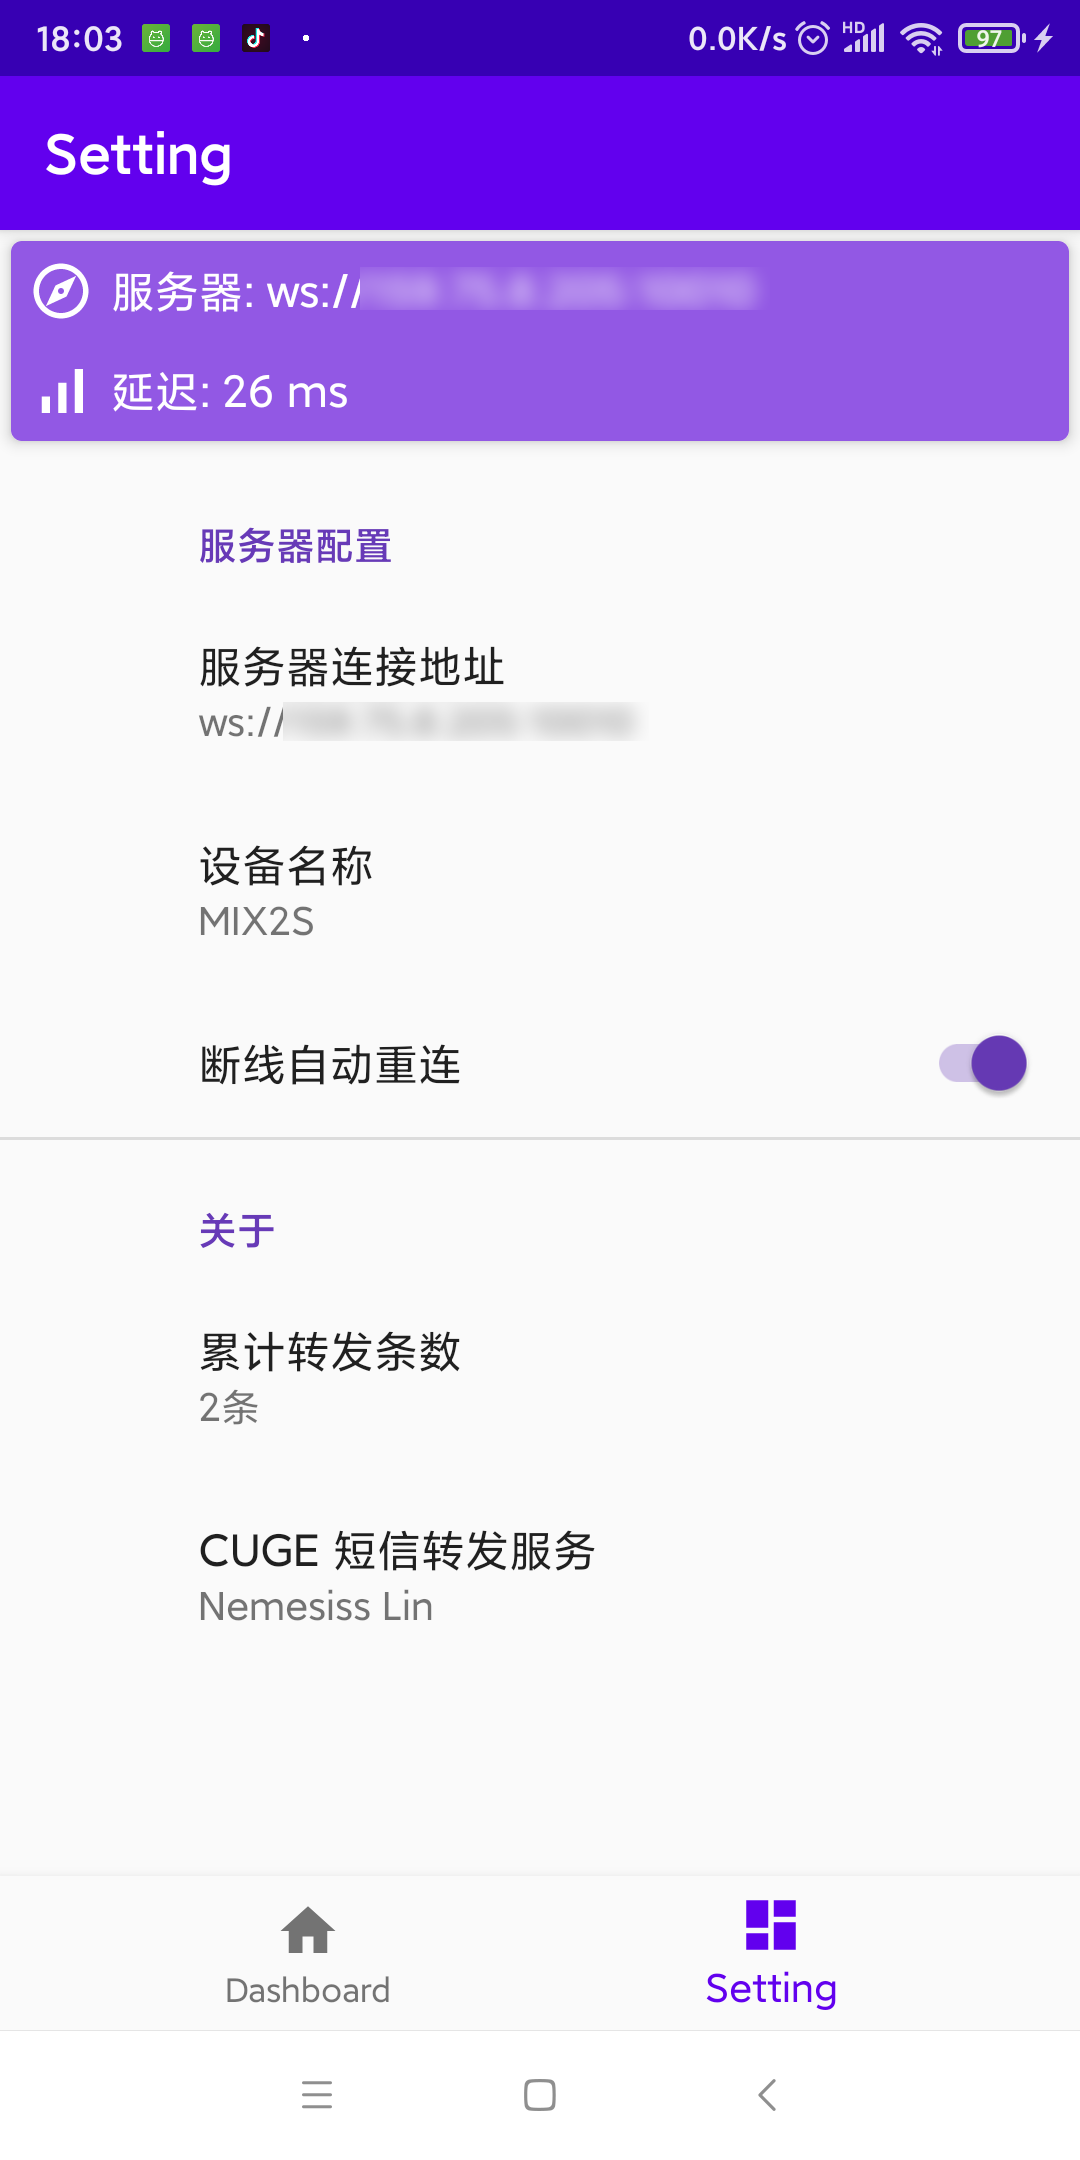 18:03
0.0K/s
HD
97
Setting
服务器: ws://
延迟: 26 ms
服务器配置
服务器连接地址
ws://
设备名称
MIX2S
断线自动重连
关于
累计转发条数
2条
CUGE 短信转发服务
Nemesiss Lin
Dashboard
Setting